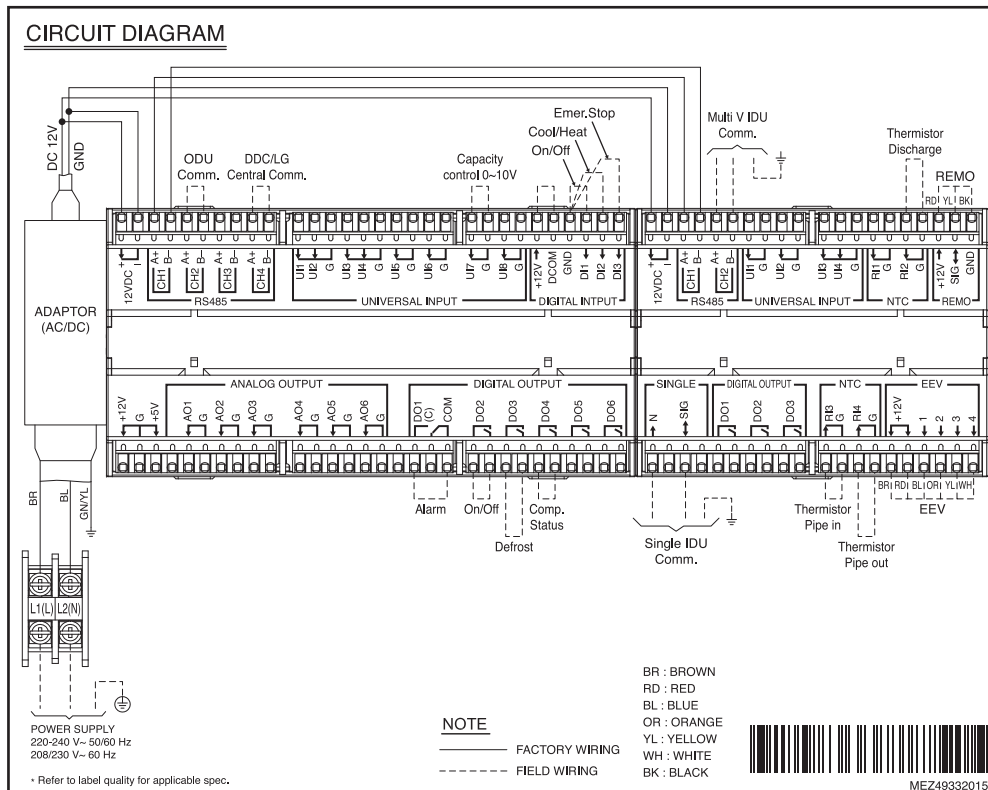 CIRCUIT DIAGRAM
DC 12V
GND
ODU
Comm.
DDC/LG
Central Comm.
Capacity
control 0~10V
Emer.Stop
Cool/Heat
On/Off
Multi V IDU
Comm.
Thermistor
Discharge
REMO
RD YL BK
12VDC + -
A+ B- A+ B- A+ B- A+ B-
CH1 CH2 CH3 CH4
RS485
UI1 UI2 G UI3 UI4 G UI5 G UI6 G
UNIVERSAL INPUT
UI7 G UI8 G
+12V DCOM GND DI1 DI2 DI3
DIGITAL INTPUT
12VDC + -
A+ B- A+ B-
CH1 CH2
RS485
UI1 UI2 G UI3 UI4 G
UNIVERSAL INPUT
RI1 G RI2 G
NTC
+12V SIG GND
REMO
ADAPTOR
(AC/DC)
ANALOG OUTPUT
+12V G +5V AO1 G AO2 G AO3 G AO4 G AO5 G AO6 G
DIGITAL OUTPUT
DO1 (C) COM DO2 DO3 DO4 DO5 DO6
SINGLE
N SIG
DIGITAL OUTPUT
DO1 DO2 DO3
NTC
RI3 G RI4 G
EEV
+12V 1 2 3 4
BR RD BL OR YL WH
EEV
BR
BL
GN/YL
Alarm
On/Off
Defrost
Comp.
Status
Single IDU
Comm.
Thermistor
Pipe in
Thermistor
Pipe out
L1(L) L2(N)
POWER SUPPLY
220-240 V~ 50/60 Hz
208/230 V~ 60 Hz
* Refer to label quality for applicable spec.
NOTE
FACTORY WIRING
FIELD WIRING
BR : BROWN
RD : RED
BL : BLUE
OR : ORANGE
YL : YELLOW
WH : WHITE
BK : BLACK
MEZ49332015